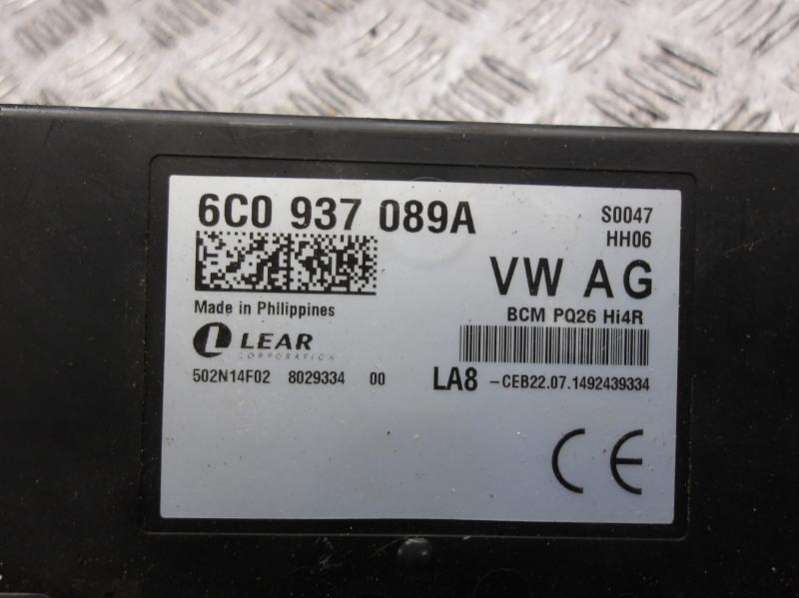 6C0 937 089A
S0047
HH06
VW AG
Made in Philippines
BCM PQ26 Hi4R
LEAR
CORPORATION
502N14F02 8029334 00
LA8 -CEB22.07.1492439334
CE